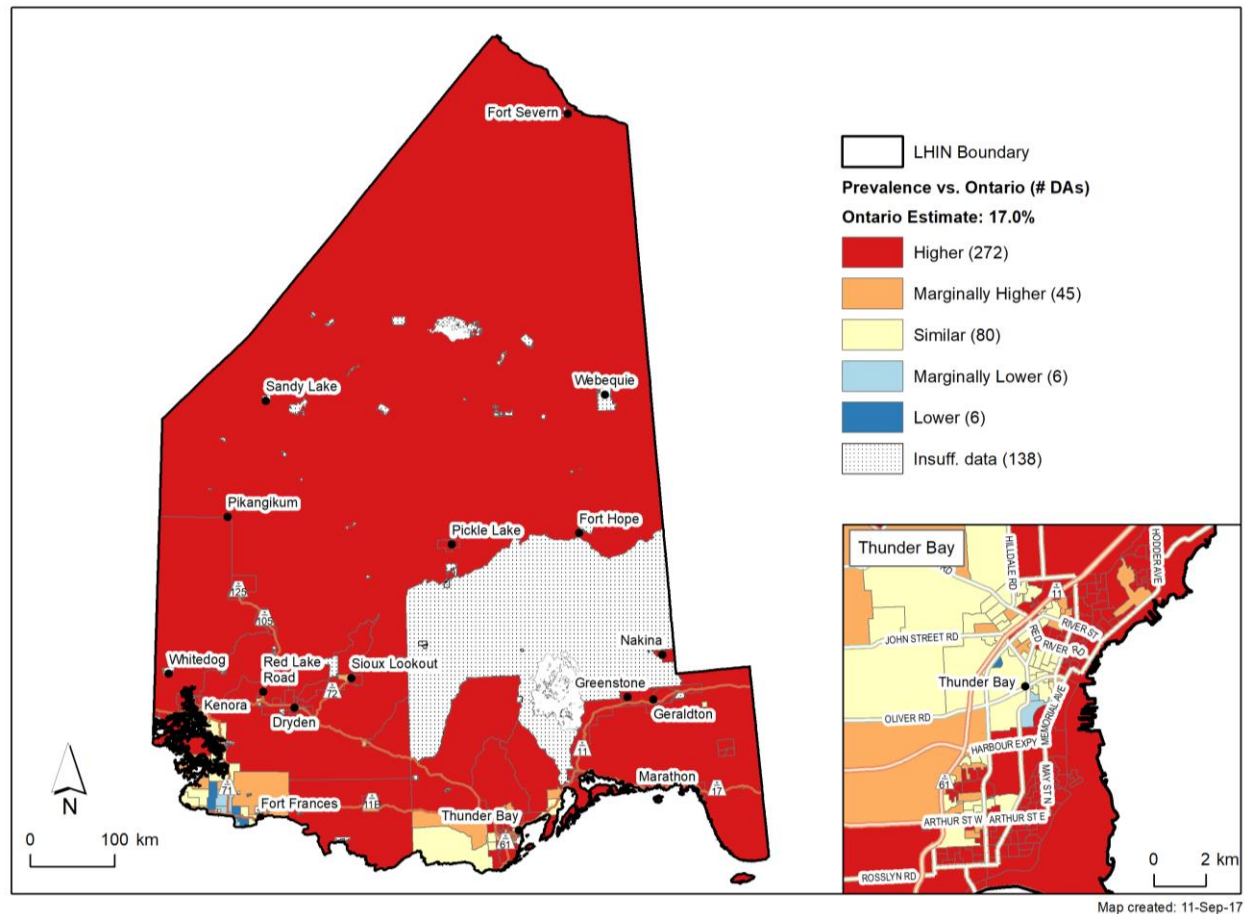 Fort Severn
Sandy Lake
Webequie
Pikangikum
Pickle Lake
Fort Hope
125
105
Nakina
Whitedog
Red Lake
Road
Sioux Lookout
72
Greenstone
Kenora
Dryden
Geraldton
11
Marathon
17
71
Fort Frances
11B
Thunder Bay
61
N
0 100 km
LHIN Boundary
Prevalence vs. Ontario (# DAs)
Ontario Estimate: 17.0%
Higher (272)
Marginally Higher (45)
Similar (80)
Marginally Lower (6)
Lower (6)
Insuff. data (138)
Thunder Bay
HILLDALE RD
HODDER AVE
RD
11
JOHN STREET RD
RIVER ST
RED RIVER RD
Thunder Bay
OLIVER RD
MEMORIAL AVE
HARBOUR EXPY
61
MAY ST N
ARTHUR ST W
ARTHUR ST E
ROSSLYN RD
0 2 km
Map created: 11-Sep-17